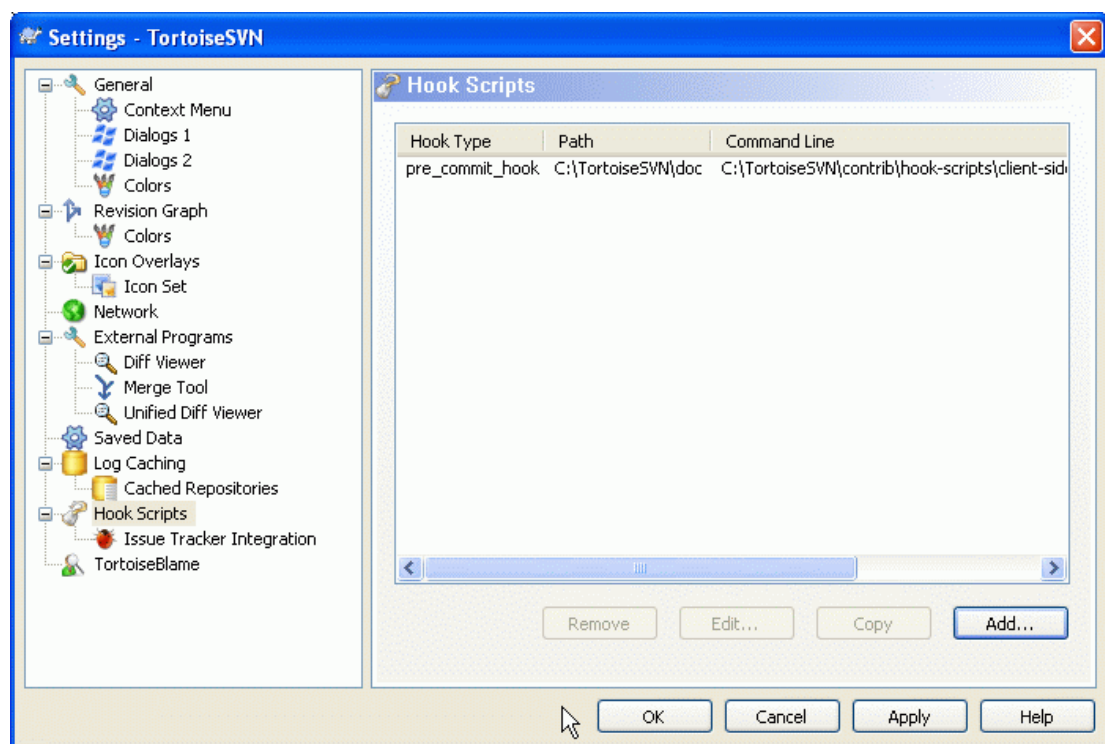 Settings - TortoiseSVN
General
Context Menu
Dialogs 1
Dialogs 2
Colors
Revision Graph
Colors
Icon Overlays
Icon Set
Network
External Programs
Diff Viewer
Merge Tool
Unified Diff Viewer
Saved Data
Log Caching
Cached Repositories
Hook Scripts
Issue Tracker Integration
TortoiseBlame
Hook Scripts
Hook Type Path Command Line
pre_commit_hook C:\TortoiseSVN\doc C:\TortoiseSVN\contrib\hook-scripts\client-sid
Remove Edit... Copy Add...
OK Cancel Apply Help